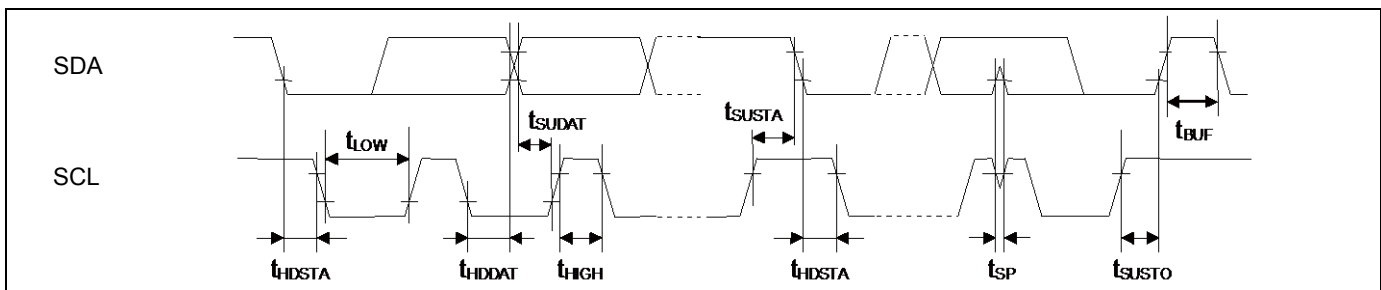 SDA
tSUSTA
tSUDAT
tBUF
tLOW
SCL
tHDSTA
tHDDAT
tHIGH
tHDSTA
tSP
tSUSTO